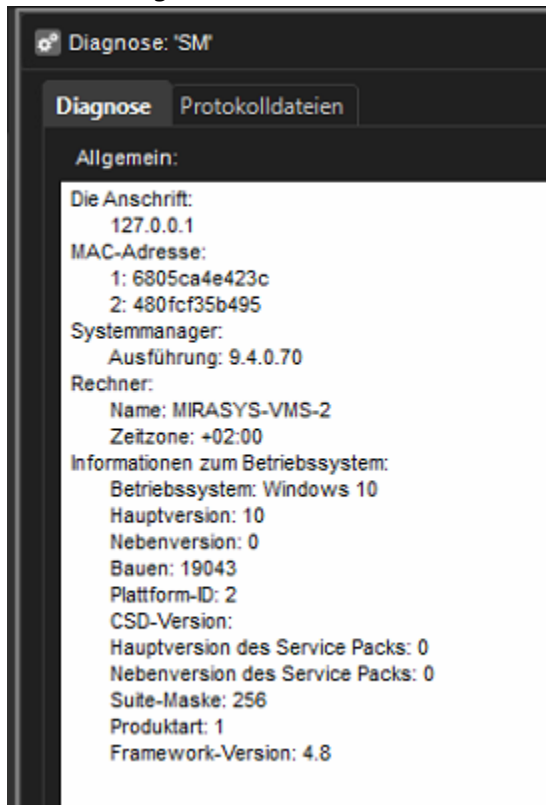 Diagnose: 'SM'
Diagnose Protokolldateien
Allgemein:
Die Anschrift:
127.0.0.1
MAC-Adresse:
1: 6805ca4e423c
2: 480fcf35b495
Systemmanager:
Ausführung: 9.4.0.70
Rechner:
Name: MIRASYS-VMS-2
Zeitzone: +02:00
Informationen zum Betriebssystem:
Betriebssystem: Windows 10
Hauptversion: 10
Nebenversion: 0
Bauen: 19043
Plattform-ID: 2
CSD-Version:
Hauptversion des Service Packs: 0
Nebenversion des Service Packs: 0
Suite-Maske: 256
Produktart: 1
Framework-Version: 4.8